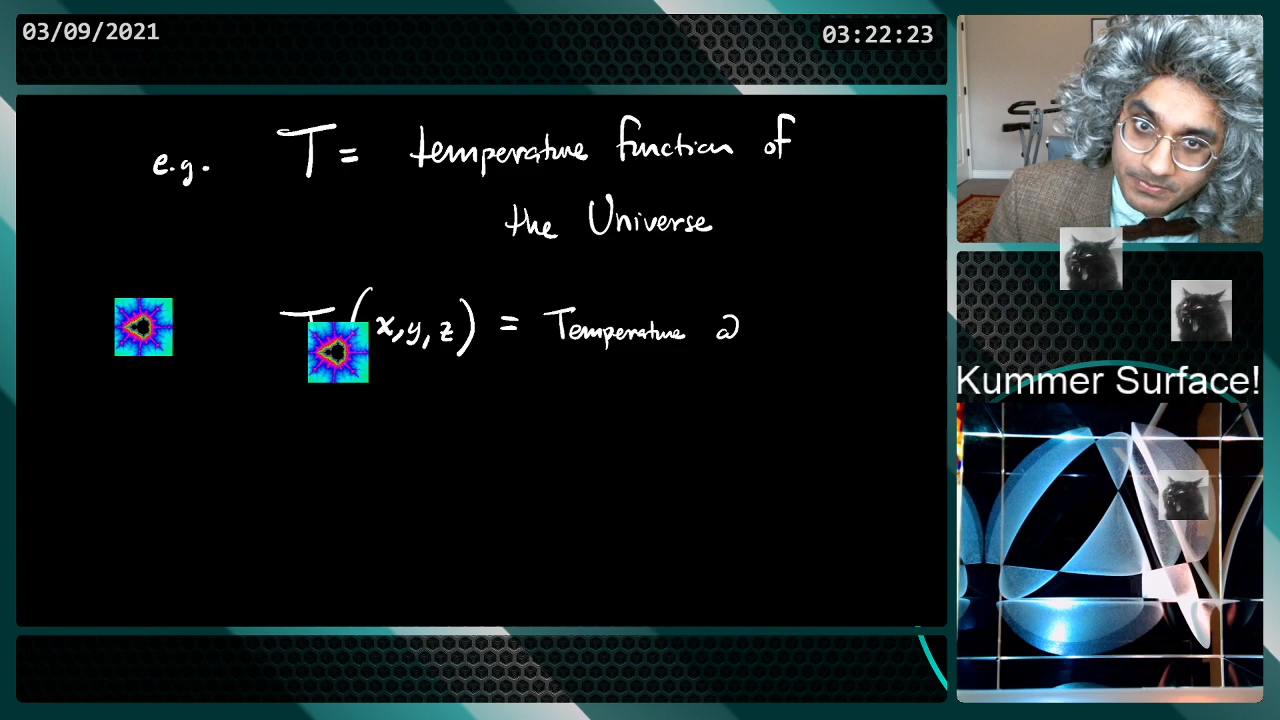 03/09/2021
03:22:23
e.g. T = temperature function of
the Universe
T(x,y,z) = Temperature @
Kummer Surface!